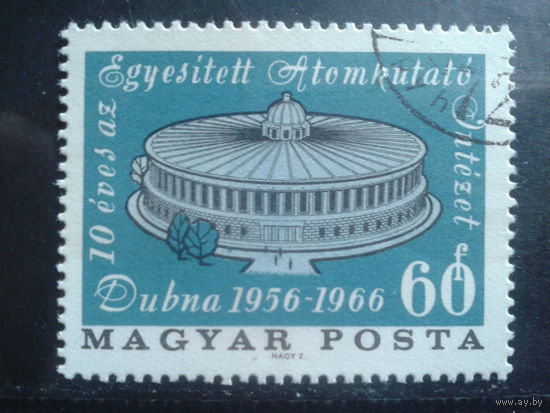 10 éves az Egyesített Atomkutató Intézet
Dubna 1956-1966
60 f
MAGYAR POSTA
NAGY Z.
www.ay.by